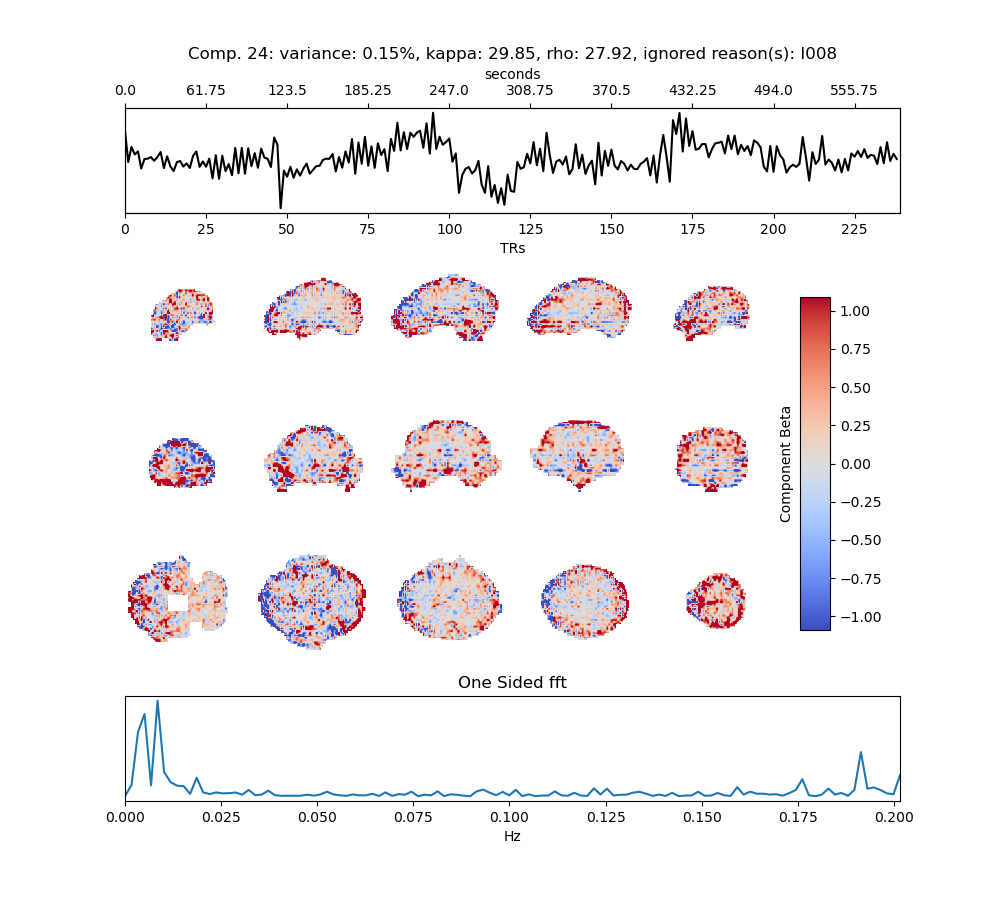 Comp. 24: variance: 0.15%, kappa: 29.85, rho: 27.92, ignored reason(s): I008
seconds
0.0 61.75 123.5 185.25 247.0 308.75 370.5 432.25 494.0 555.75
0 25 50 75 100 125 150 175 200 225
TRs
1.00
0.75
0.50
0.25
0.00
−0.25
−0.50
−0.75
−1.00
Component Beta
One Sided fft
0.000 0.025 0.050 0.075 0.100 0.125 0.150 0.175 0.200
Hz